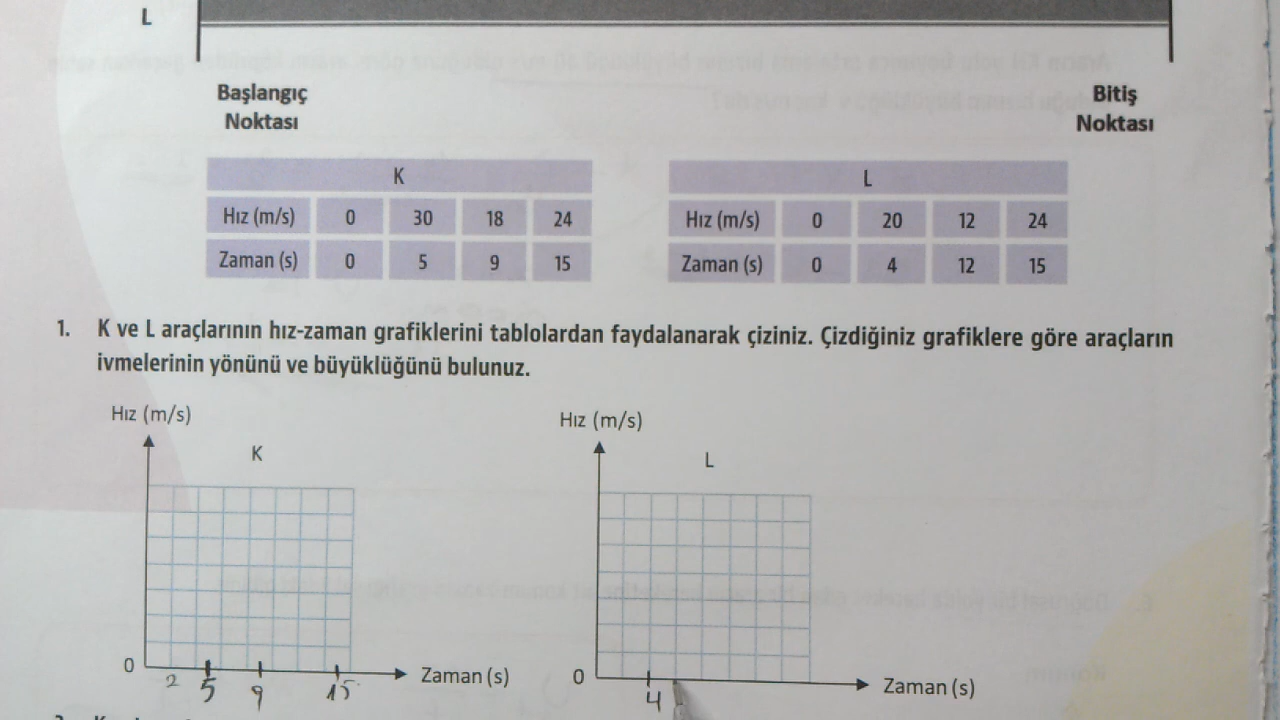 L
Başlangıç
Noktası
Bitiş
Noktası
K
Hız (m/s) 0 30 18 24
Zaman (s) 0 5 9 15
L
Hız (m/s) 0 20 12 24
Zaman (s) 0 4 12 15
1. K ve L araçlarının hız-zaman grafiklerini tablolardan faydalanarak çiziniz. Çizdiğiniz grafiklere göre araçların
ivmelerinin yönünü ve büyüklüğünü bulunuz.
Hız (m/s)
K
0
2 5 9 15
Zaman (s)
Hız (m/s)
L
0
4
Zaman (s)